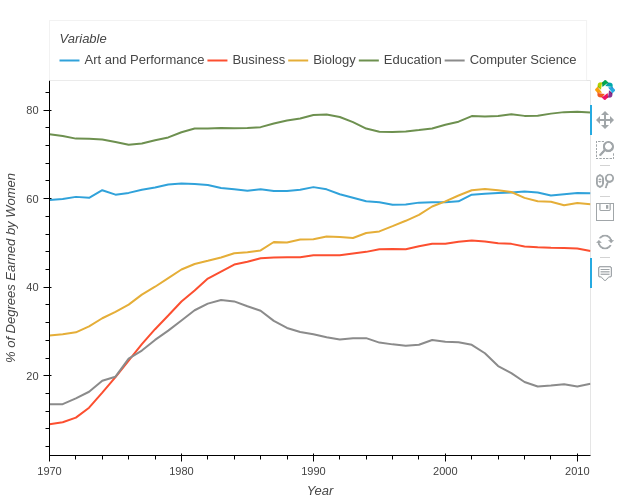 Variable
Art and Performance Business Biology Education Computer Science
80
60
40
20
% of Degrees Earned by Women
1970 1980 1990 2000 2010
Year